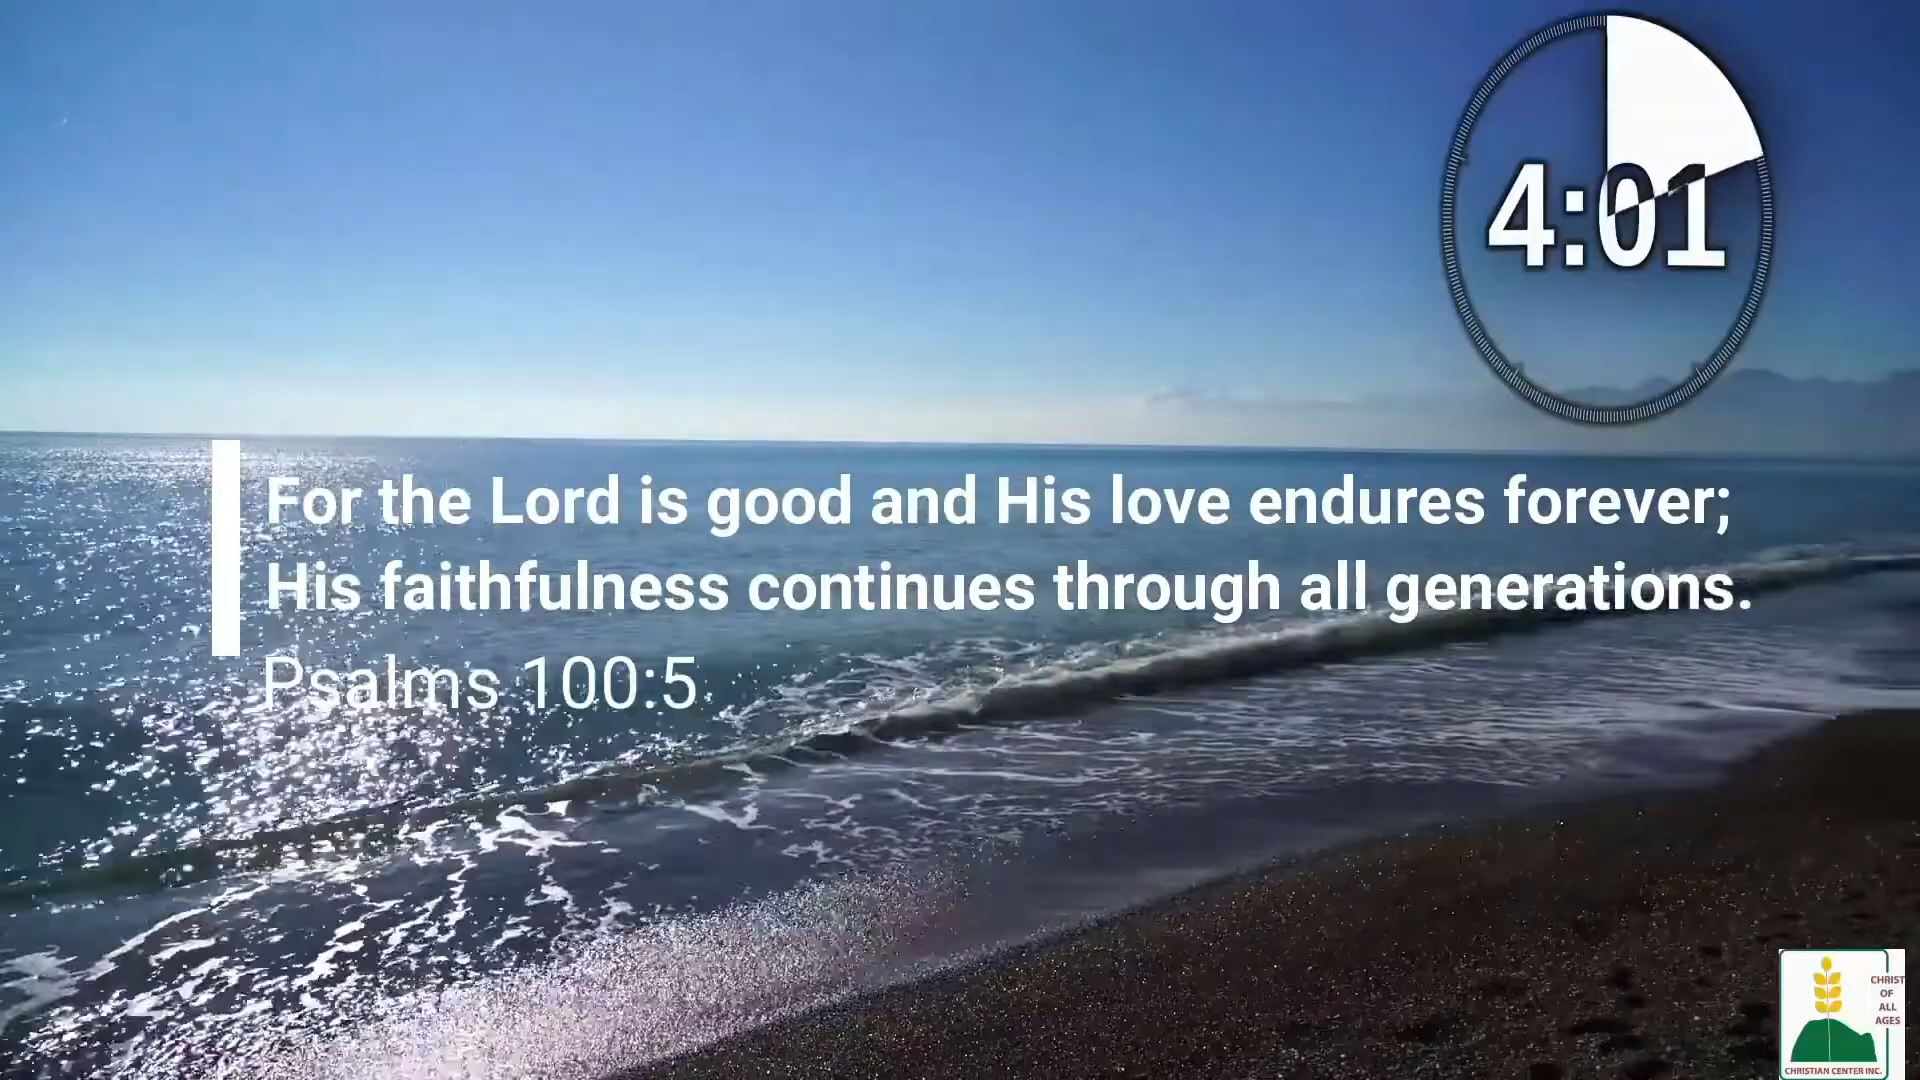 4:01
For the Lord is good and His love endures forever;
His faithfulness continues through all generations.
Psalms 100:5
CHRIST
OF
ALL
AGES
CHRISTIAN CENTER INC.